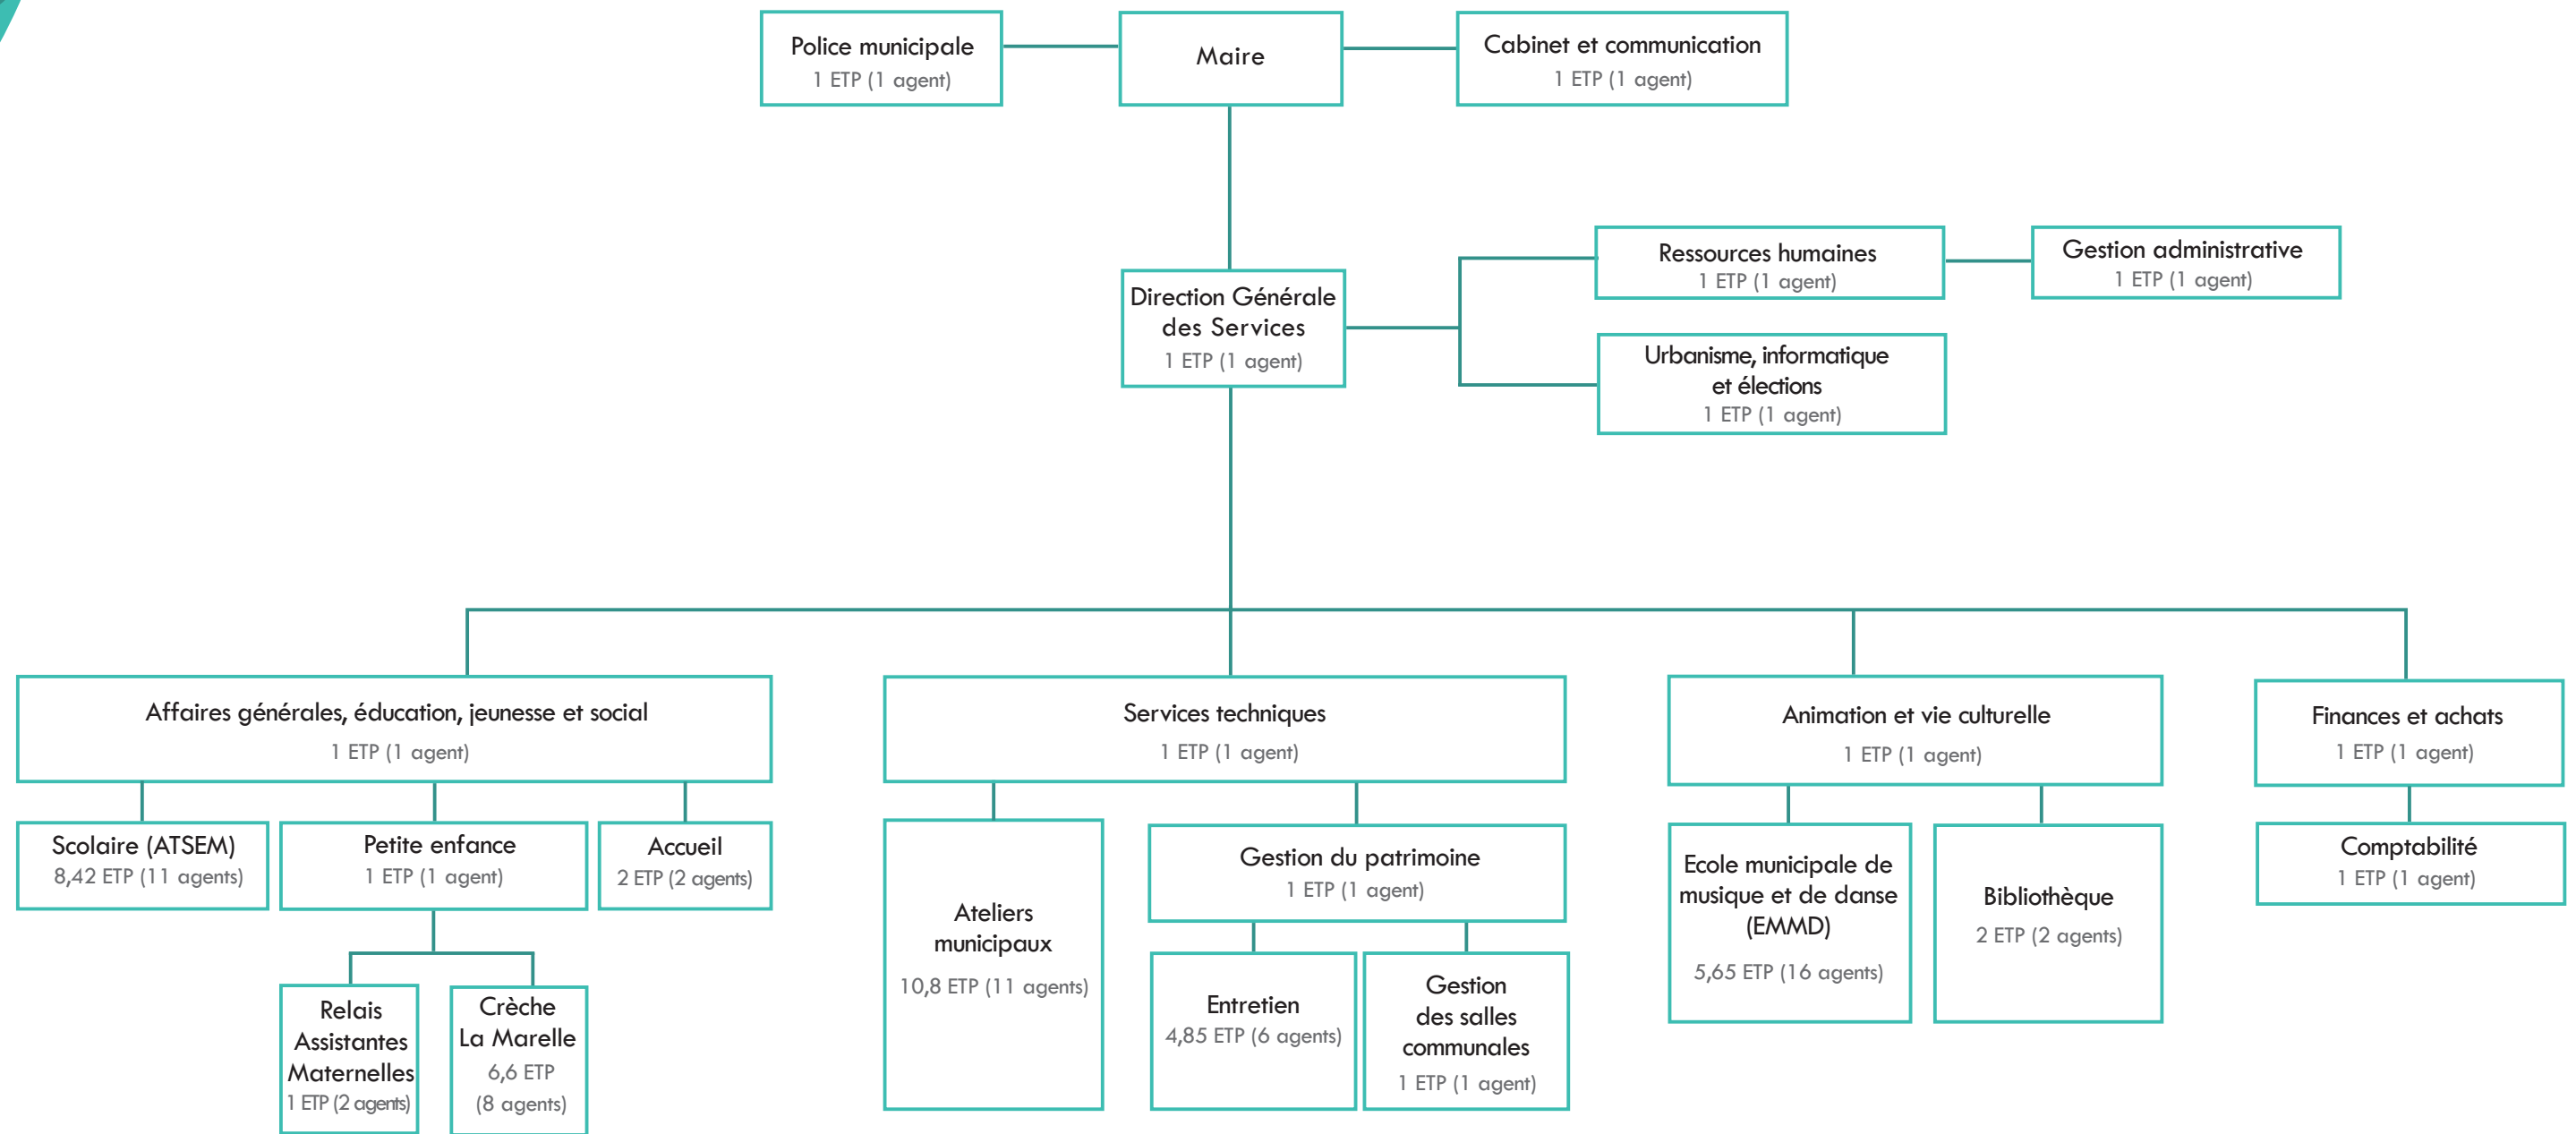 Police municipale
1 ETP (1 agent)
Maire
Cabinet et communication
1 ETP (1 agent)
Direction Générale
des Services
1 ETP (1 agent)
Ressources humaines
1 ETP (1 agent)
Gestion administrative
1 ETP (1 agent)
Urbanisme, informatique
et élections
1 ETP (1 agent)
Affaires générales, éducation, jeunesse et social
1 ETP (1 agent)
Services techniques
1 ETP (1 agent)
Animation et vie culturelle
1 ETP (1 agent)
Finances et achats
1 ETP (1 agent)
Scolaire (ATSEM)
8,42 ETP (11 agents)
Petite enfance
1 ETP (1 agent)
Accueil
2 ETP (2 agents)
Relais
Assistantes
Maternelles
1 ETP (2 agents)
Crèche
La Marelle
6,6 ETP
(8 agents)
Ateliers
municipaux
10,8 ETP (11 agents)
Gestion du patrimoine
1 ETP (1 agent)
Entretien
4,85 ETP (6 agents)
Gestion
des salles
communales
1 ETP (1 agent)
Ecole municipale de
musique et de danse
(EMMD)
5,65 ETP (16 agents)
Bibliothèque
2 ETP (2 agents)
Comptabilité
1 ETP (1 agent)